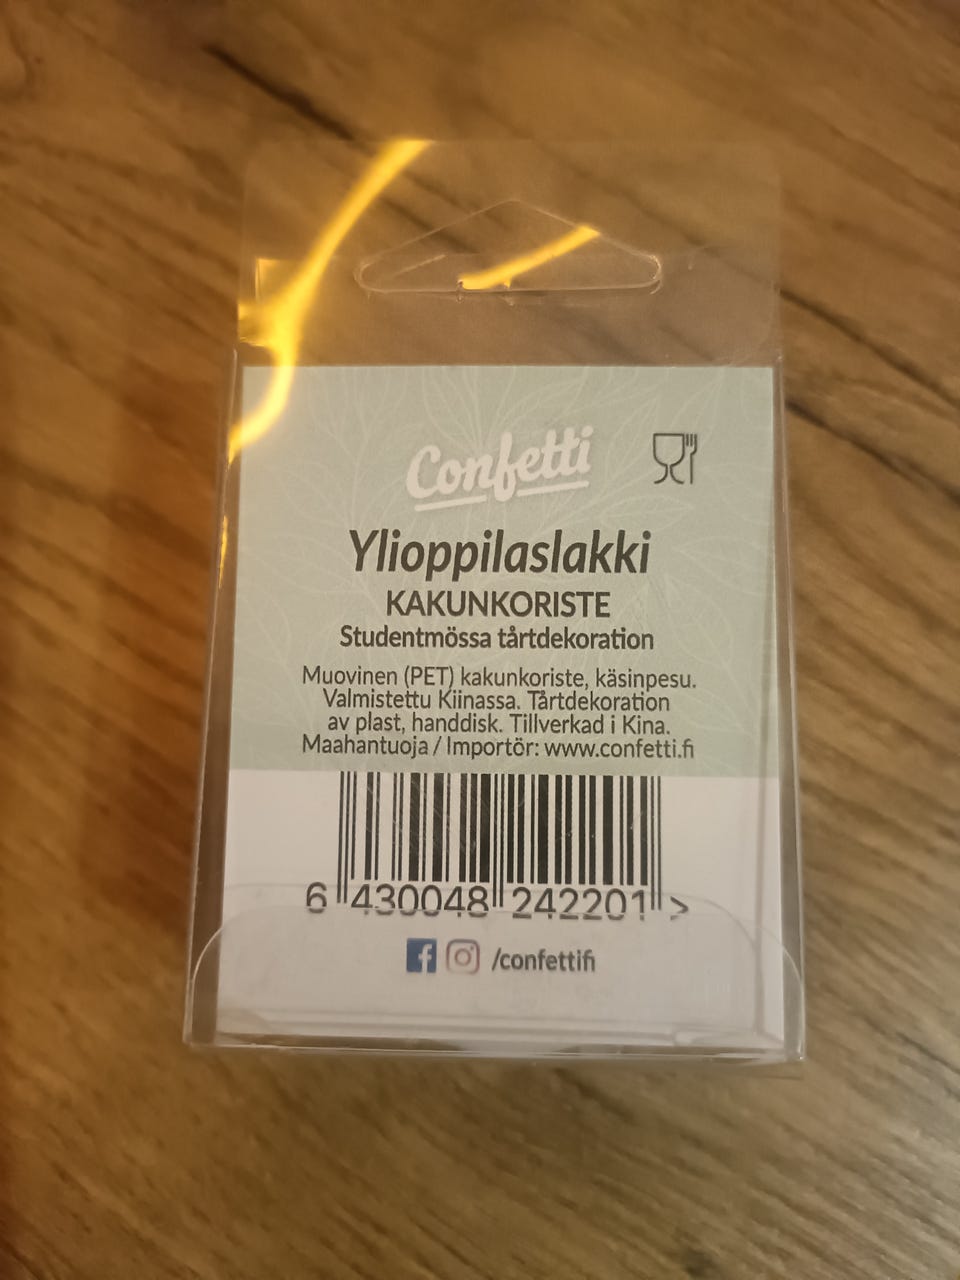 Confetti
Ylioppilaslakki
KAKUNKORISTE
Studentmössa tårtdekoration
Muovinen (PET) kakunkoriste, käsinpesu.
Valmistettu Kiinassa. Tårtdekoration
av plast, handdisk. Tillverkad i Kina.
Maahantuoja / Importör: www.confetti.fi
6 430048 242201 >
/confettifi